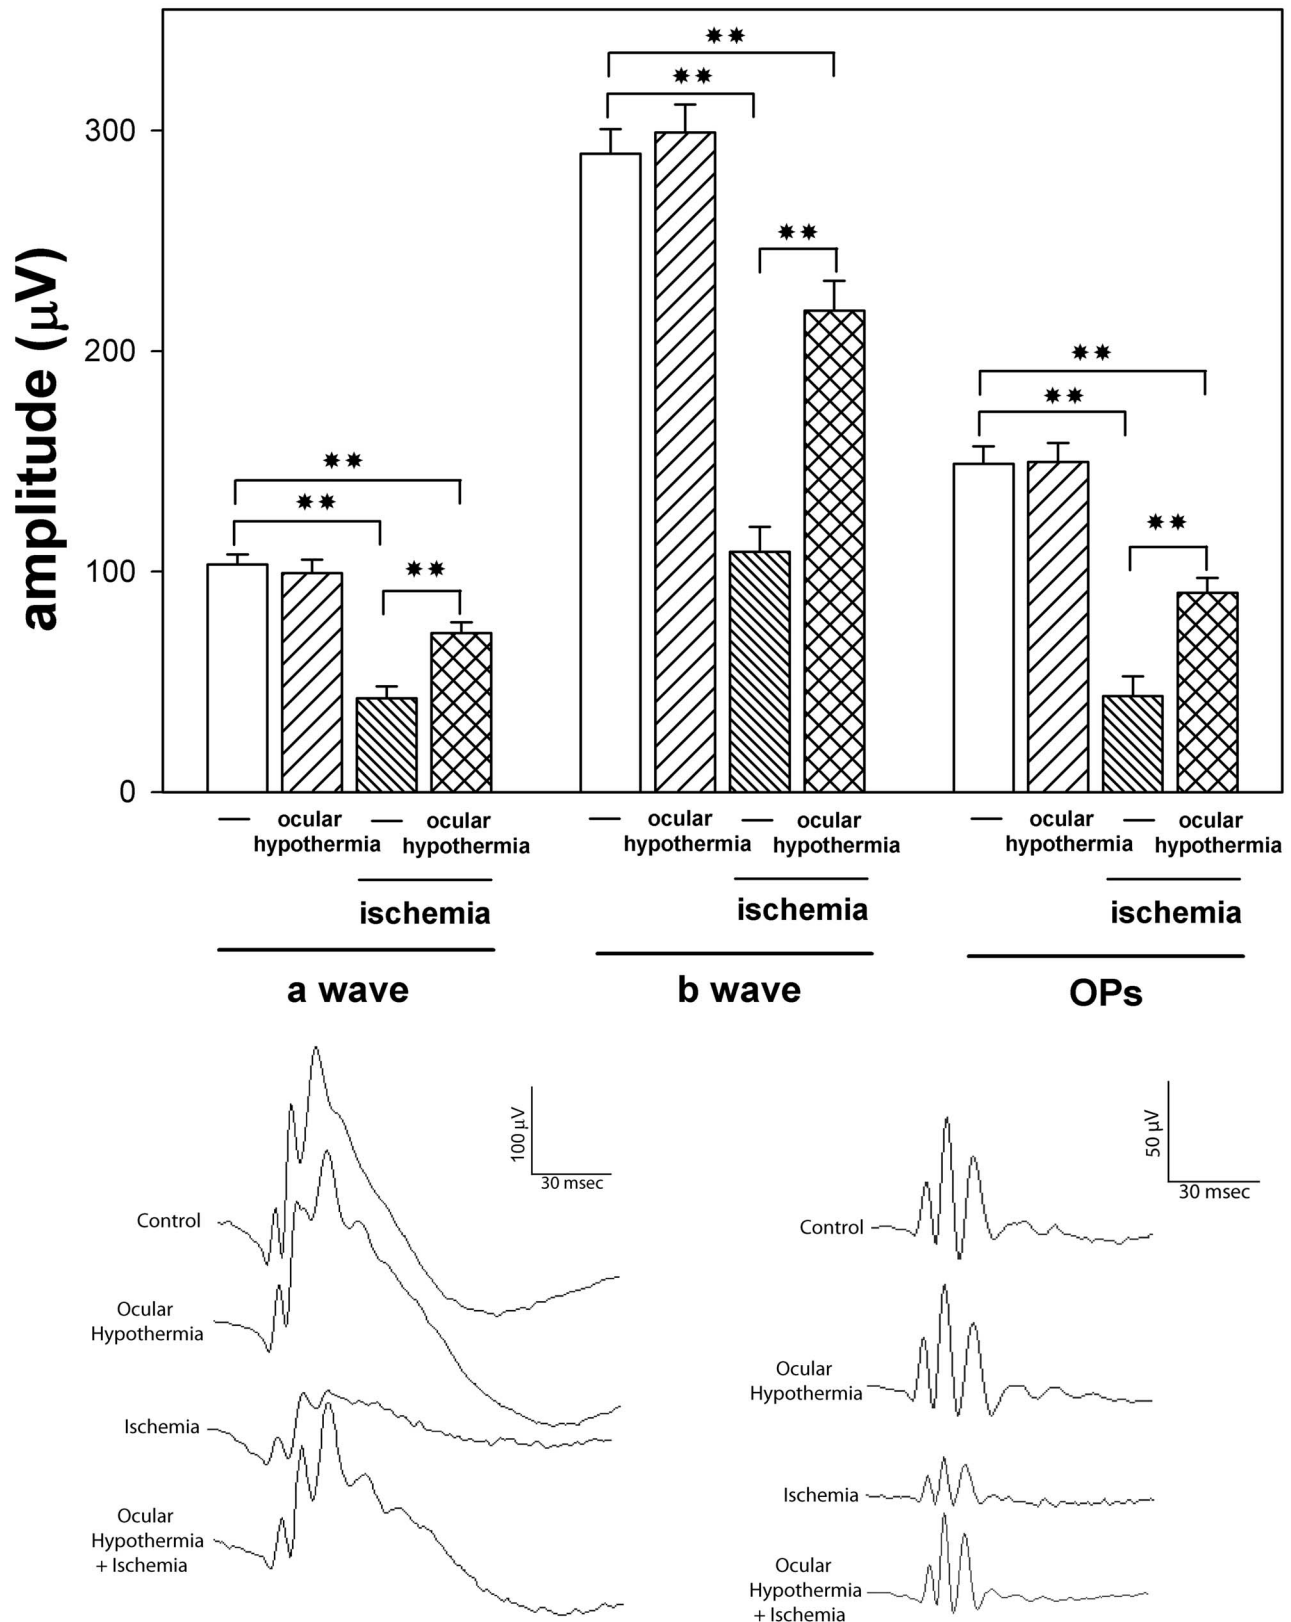 amplitude (μV)
300
200
100
0
** 
**
**
**
**
**
**
**
**
— ocular hypothermia — ocular hypothermia
ischemia
a wave
— ocular hypothermia — ocular hypothermia
ischemia
b wave
— ocular hypothermia — ocular hypothermia
ischemia
OPs
100 μV
30 msec
Control
Ocular
Hypothermia
Ischemia
Ocular
Hypothermia
+ Ischemia
50 μV
30 msec
Control
Ocular
Hypothermia
Ischemia
Ocular
Hypothermia
+ Ischemia